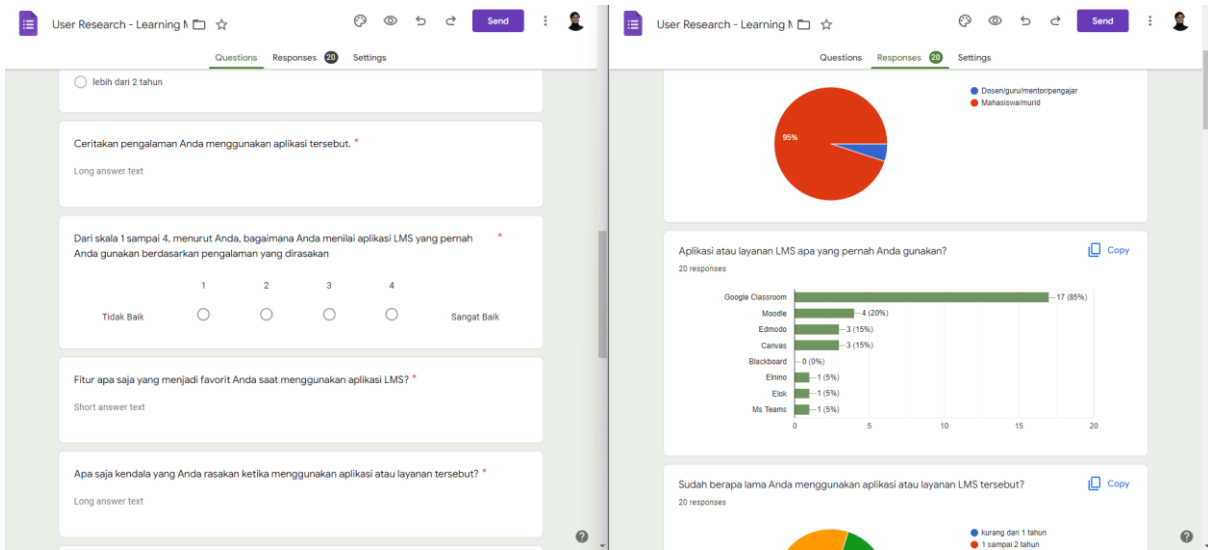 User Research - Learning M
Send
Questions Responses 20 Settings
lebih dari 2 tahun
Ceritakan pengalaman Anda menggunakan aplikasi tersebut. *
Long answer text
Dari skala 1 sampai 4, menurut Anda, bagaimana Anda menilai aplikasi LMS yang pernah *
Anda gunakan berdasarkan pengalaman yang dirasakan
1 2 3 4
Tidak Baik Sangat Baik
Fitur apa saja yang menjadi favorit Anda saat menggunakan aplikasi LMS? *
Short answer text
Apa saja kendala yang Anda rasakan ketika menggunakan aplikasi atau layanan tersebut? *
Long answer text
User Research - Learning M
Send
Questions Responses 20 Settings
Dosen/guru/mentor/pengajar
Mahasiswa/murid
95%
Aplikasi atau layanan LMS apa yang pernah Anda gunakan?
Copy
20 responses
Google Classroom 17 (85%)
Moodle 4 (20%)
Edmodo 3 (15%)
Canvas 3 (15%)
Blackboard 0 (0%)
Elnino 1 (5%)
Elok 1 (5%)
Ms Teams 1 (5%)
0 5 10 15 20
Sudah berapa lama Anda menggunakan aplikasi atau layanan LMS tersebut?
Copy
20 responses
kurang dari 1 tahun
1 sampai 2 tahun